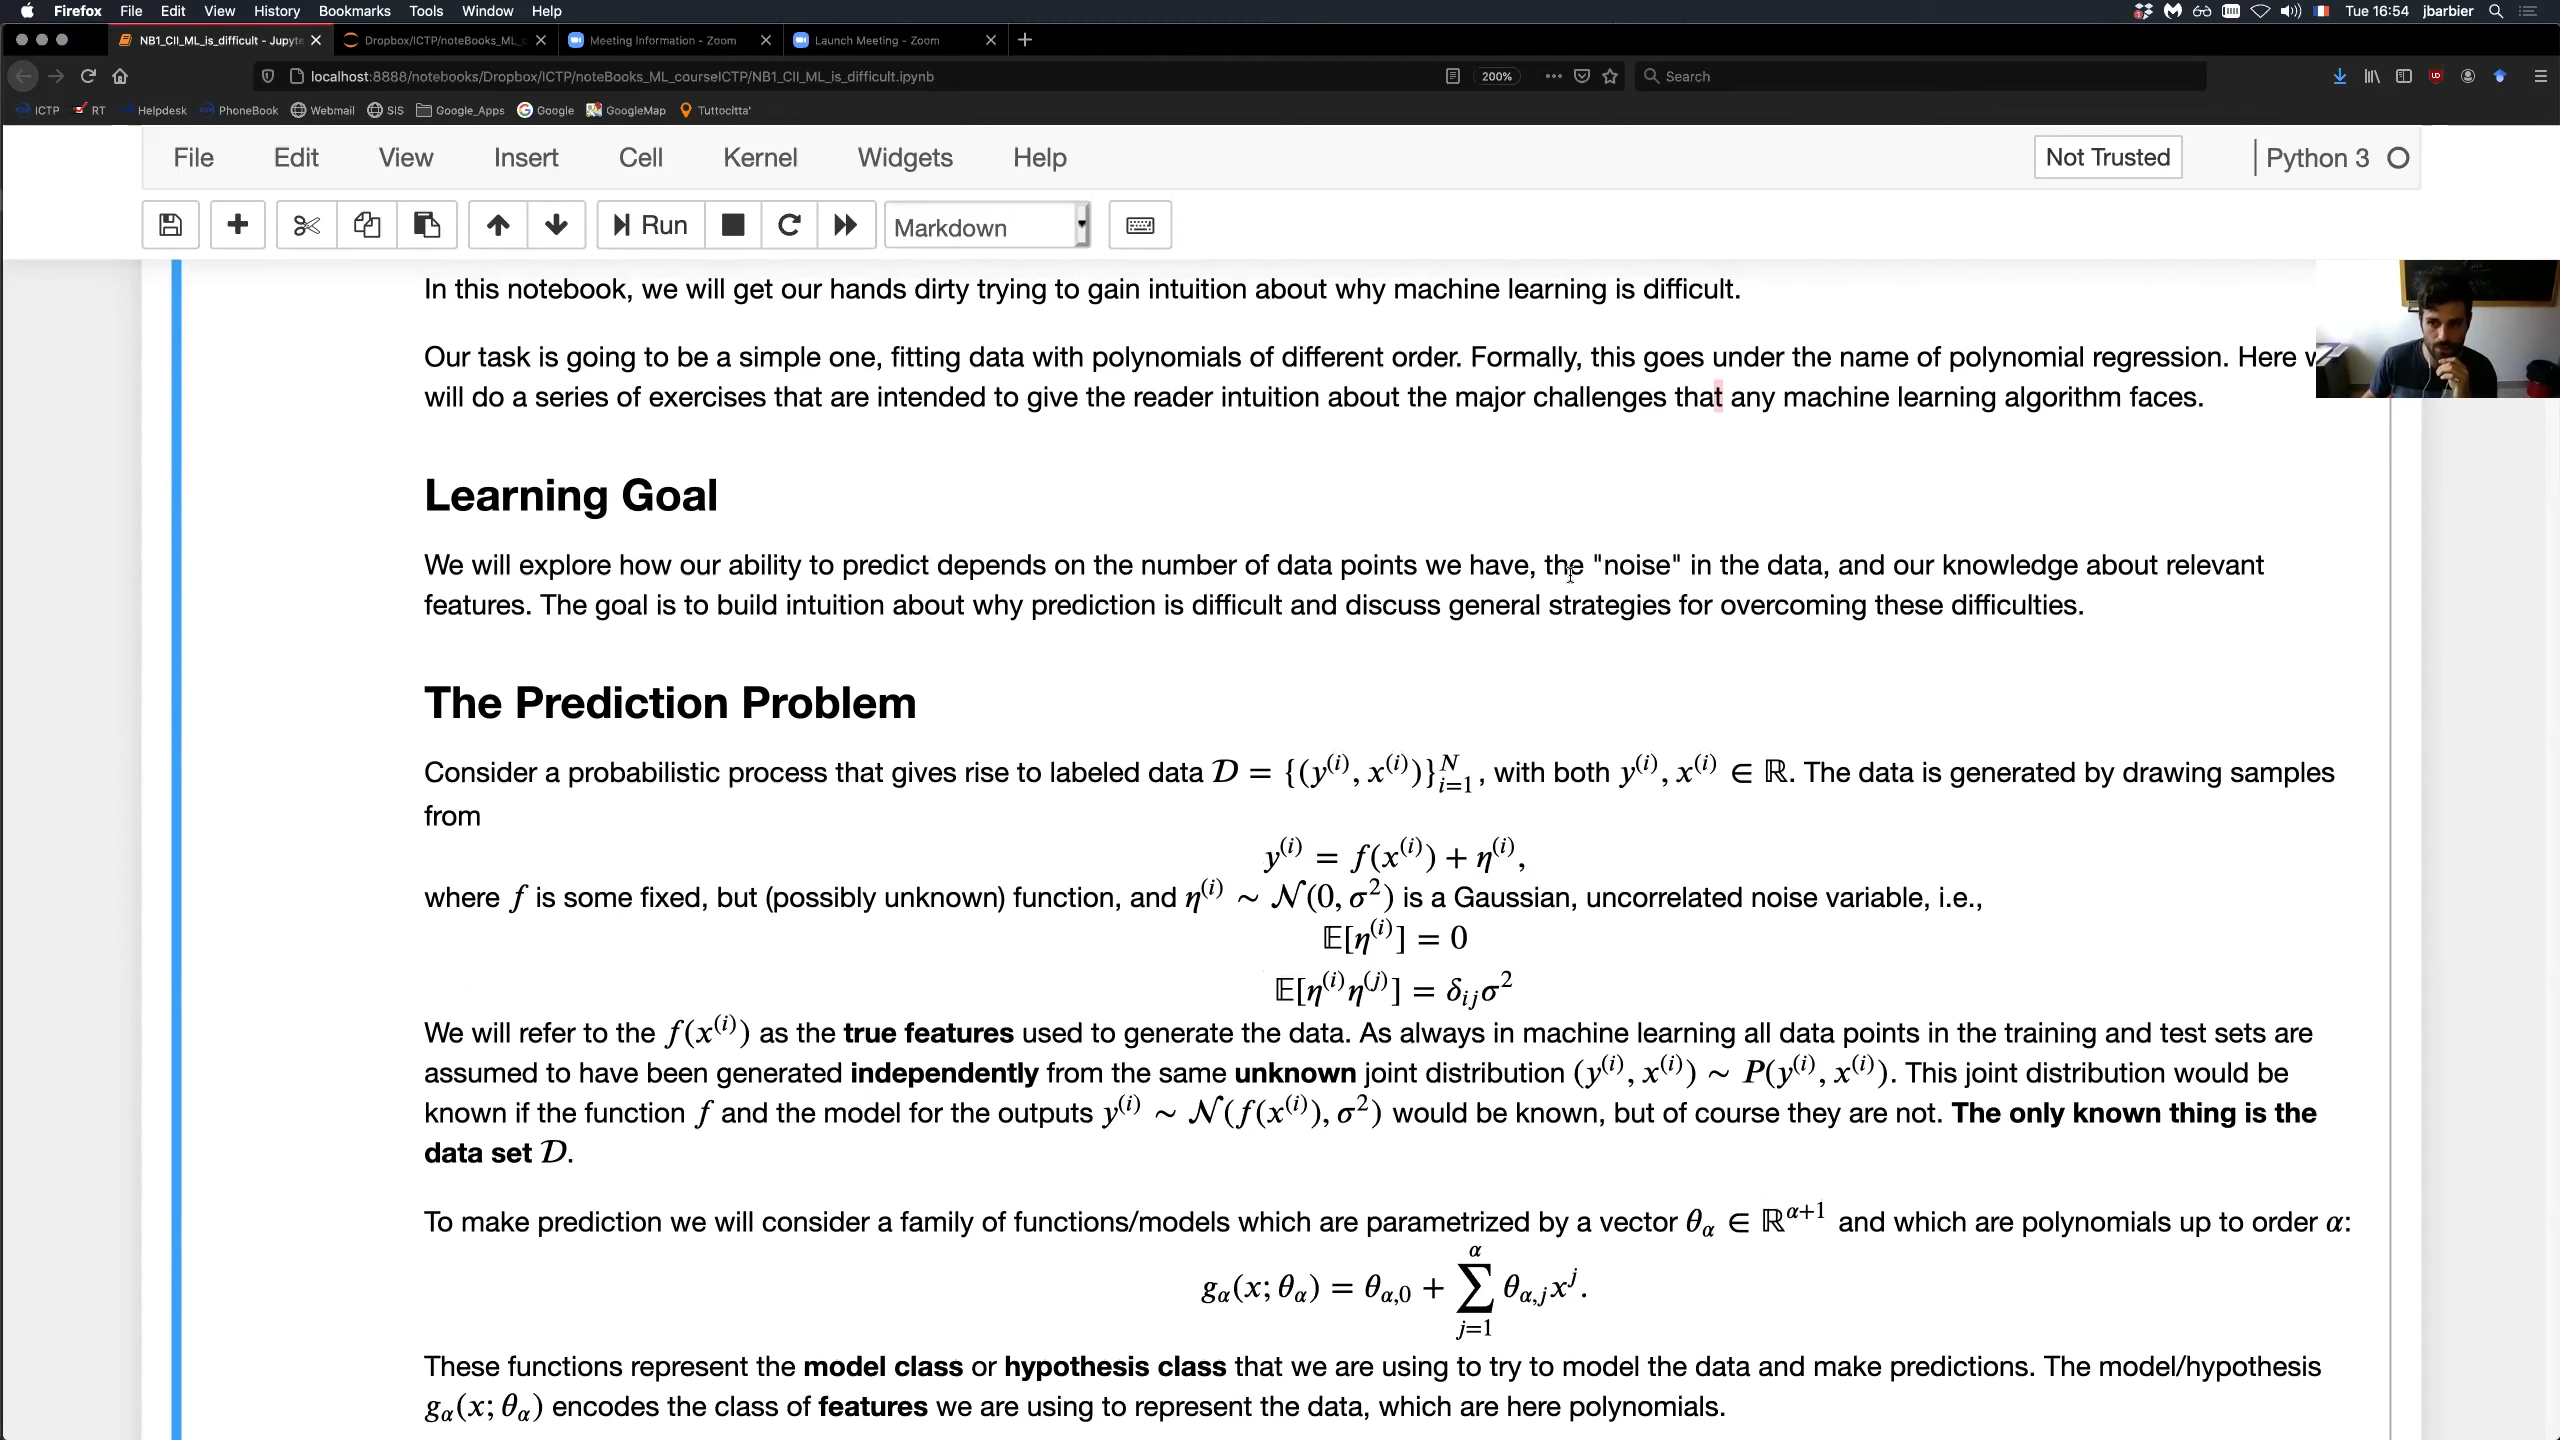 Firefox File Edit View History Bookmarks Tools Window Help Tue 16:54 jbarbier
NB1_CII_ML_is_difficult - Jupyte Dropbox/ICTP/noteBooks_ML_c Meeting Information - Zoom Launch Meeting - Zoom
localhost:8888/notebooks/Dropbox/ICTP/noteBooks_ML_courseICTP/NB1_CII_ML_is_difficult.ipynb 200% Search
ICTP RT Helpdesk PhoneBook Webmail SIS Google_Apps Google GoogleMap Tuttocitta'
File Edit View Insert Cell Kernel Widgets Help Not Trusted Python 3
Run Markdown
In this notebook, we will get our hands dirty trying to gain intuition about why machine learning is difficult.
Our task is going to be a simple one, fitting data with polynomials of different order. Formally, this goes under the name of polynomial regression. Here
will do a series of exercises that are intended to give the reader intuition about the major challenges that any machine learning algorithm faces.
Learning Goal
We will explore how our ability to predict depends on the number of data points we have, the "noise" in the data, and our knowledge about relevant
features. The goal is to build intuition about why prediction is difficult and discuss general strategies for overcoming these difficulties.
The Prediction Problem
Consider a probabilistic process that gives rise to labeled data 𝒟 = {(y⁽ⁱ⁾, x⁽ⁱ⁾)}ᵢ₌₁ᴺ, with both y⁽ⁱ⁾, x⁽ⁱ⁾ ∈ ℝ. The data is generated by drawing samples
from
y⁽ⁱ⁾ = f(x⁽ⁱ⁾) + η⁽ⁱ⁾,
where f is some fixed, but (possibly unknown) function, and η⁽ⁱ⁾ ∼ 𝒩(0, σ²) is a Gaussian, uncorrelated noise variable, i.e.,
𝔼[η⁽ⁱ⁾] = 0
𝔼[η⁽ⁱ⁾η⁽ʲ⁾] = δᵢⱼσ²
We will refer to the f(x⁽ⁱ⁾) as the true features used to generate the data. As always in machine learning all data points in the training and test sets are
assumed to have been generated independently from the same unknown joint distribution (y⁽ⁱ⁾, x⁽ⁱ⁾) ∼ P(y⁽ⁱ⁾, x⁽ⁱ⁾). This joint distribution would be
known if the function f and the model for the outputs y⁽ⁱ⁾ ∼ 𝒩(f(x⁽ⁱ⁾), σ²) would be known, but of course they are not. The only known thing is the
data set 𝒟.
To make prediction we will consider a family of functions/models which are parametrized by a vector θ_α ∈ ℝ^{α+1} and which are polynomials up to order α:
g_α(x; θ_α) = θ_{α,0} + ∑_{j=1}^{α} θ_{α,j}x^j.
These functions represent the model class or hypothesis class that we are using to try to model the data and make predictions. The model/hypothesis
g_α(x; θ_α) encodes the class of features we are using to represent the data, which are here polynomials.